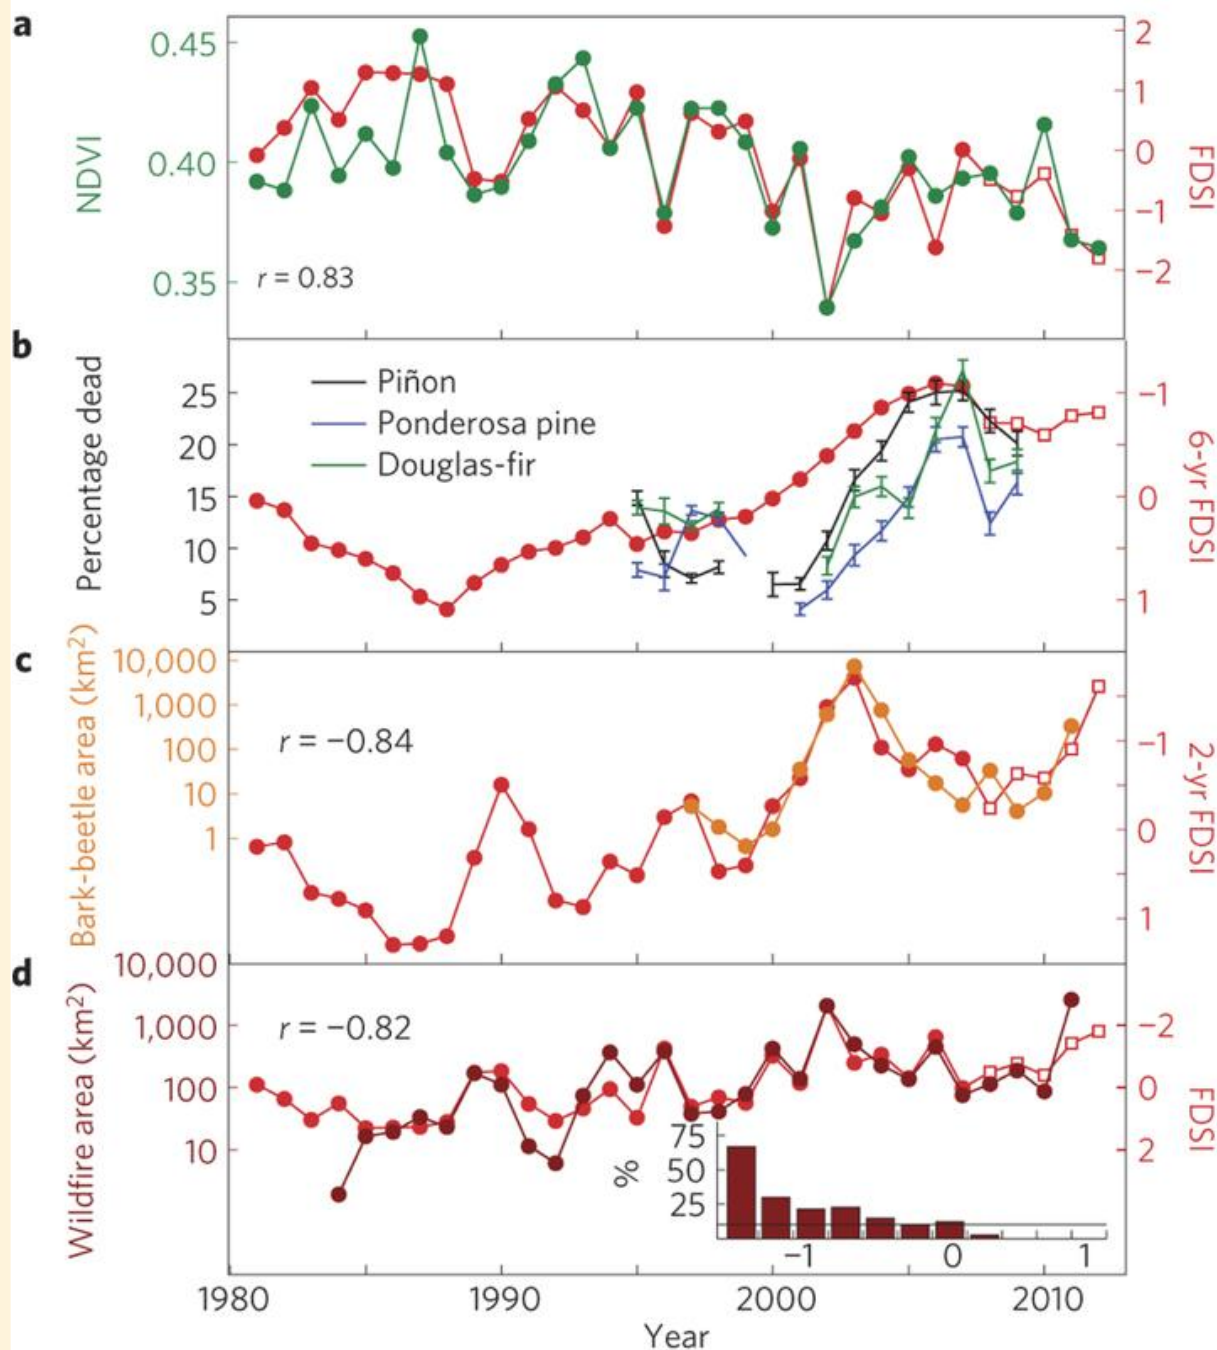 a
0.45
0.40
0.35
NDVI
r = 0.83
2
1
0
−1
−2
FDSI
b
Percentage dead
25
20
15
10
5
Piñon
Ponderosa pine
Douglas-fir
−1
0
1
6-yr FDSI
c
Bark-beetle area (km²)
10,000
1,000
100
10
1
r = −0.84
−1
0
1
2-yr FDSI
d
Wildfire area (km²)
10,000
1,000
100
10
r = −0.82
−2
0
2
FDSI
%
75
50
25
−1
0
1
1980
1990
2000
2010
Year